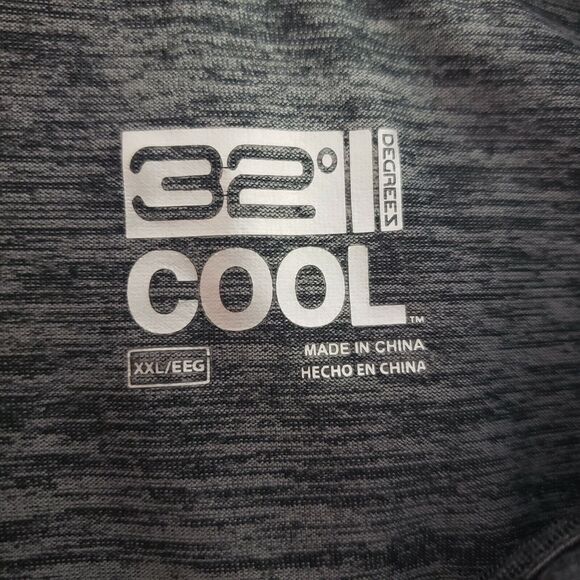 32° DEGREES
COOL™
XXL/EEG
MADE IN CHINA
HECHO EN CHINA